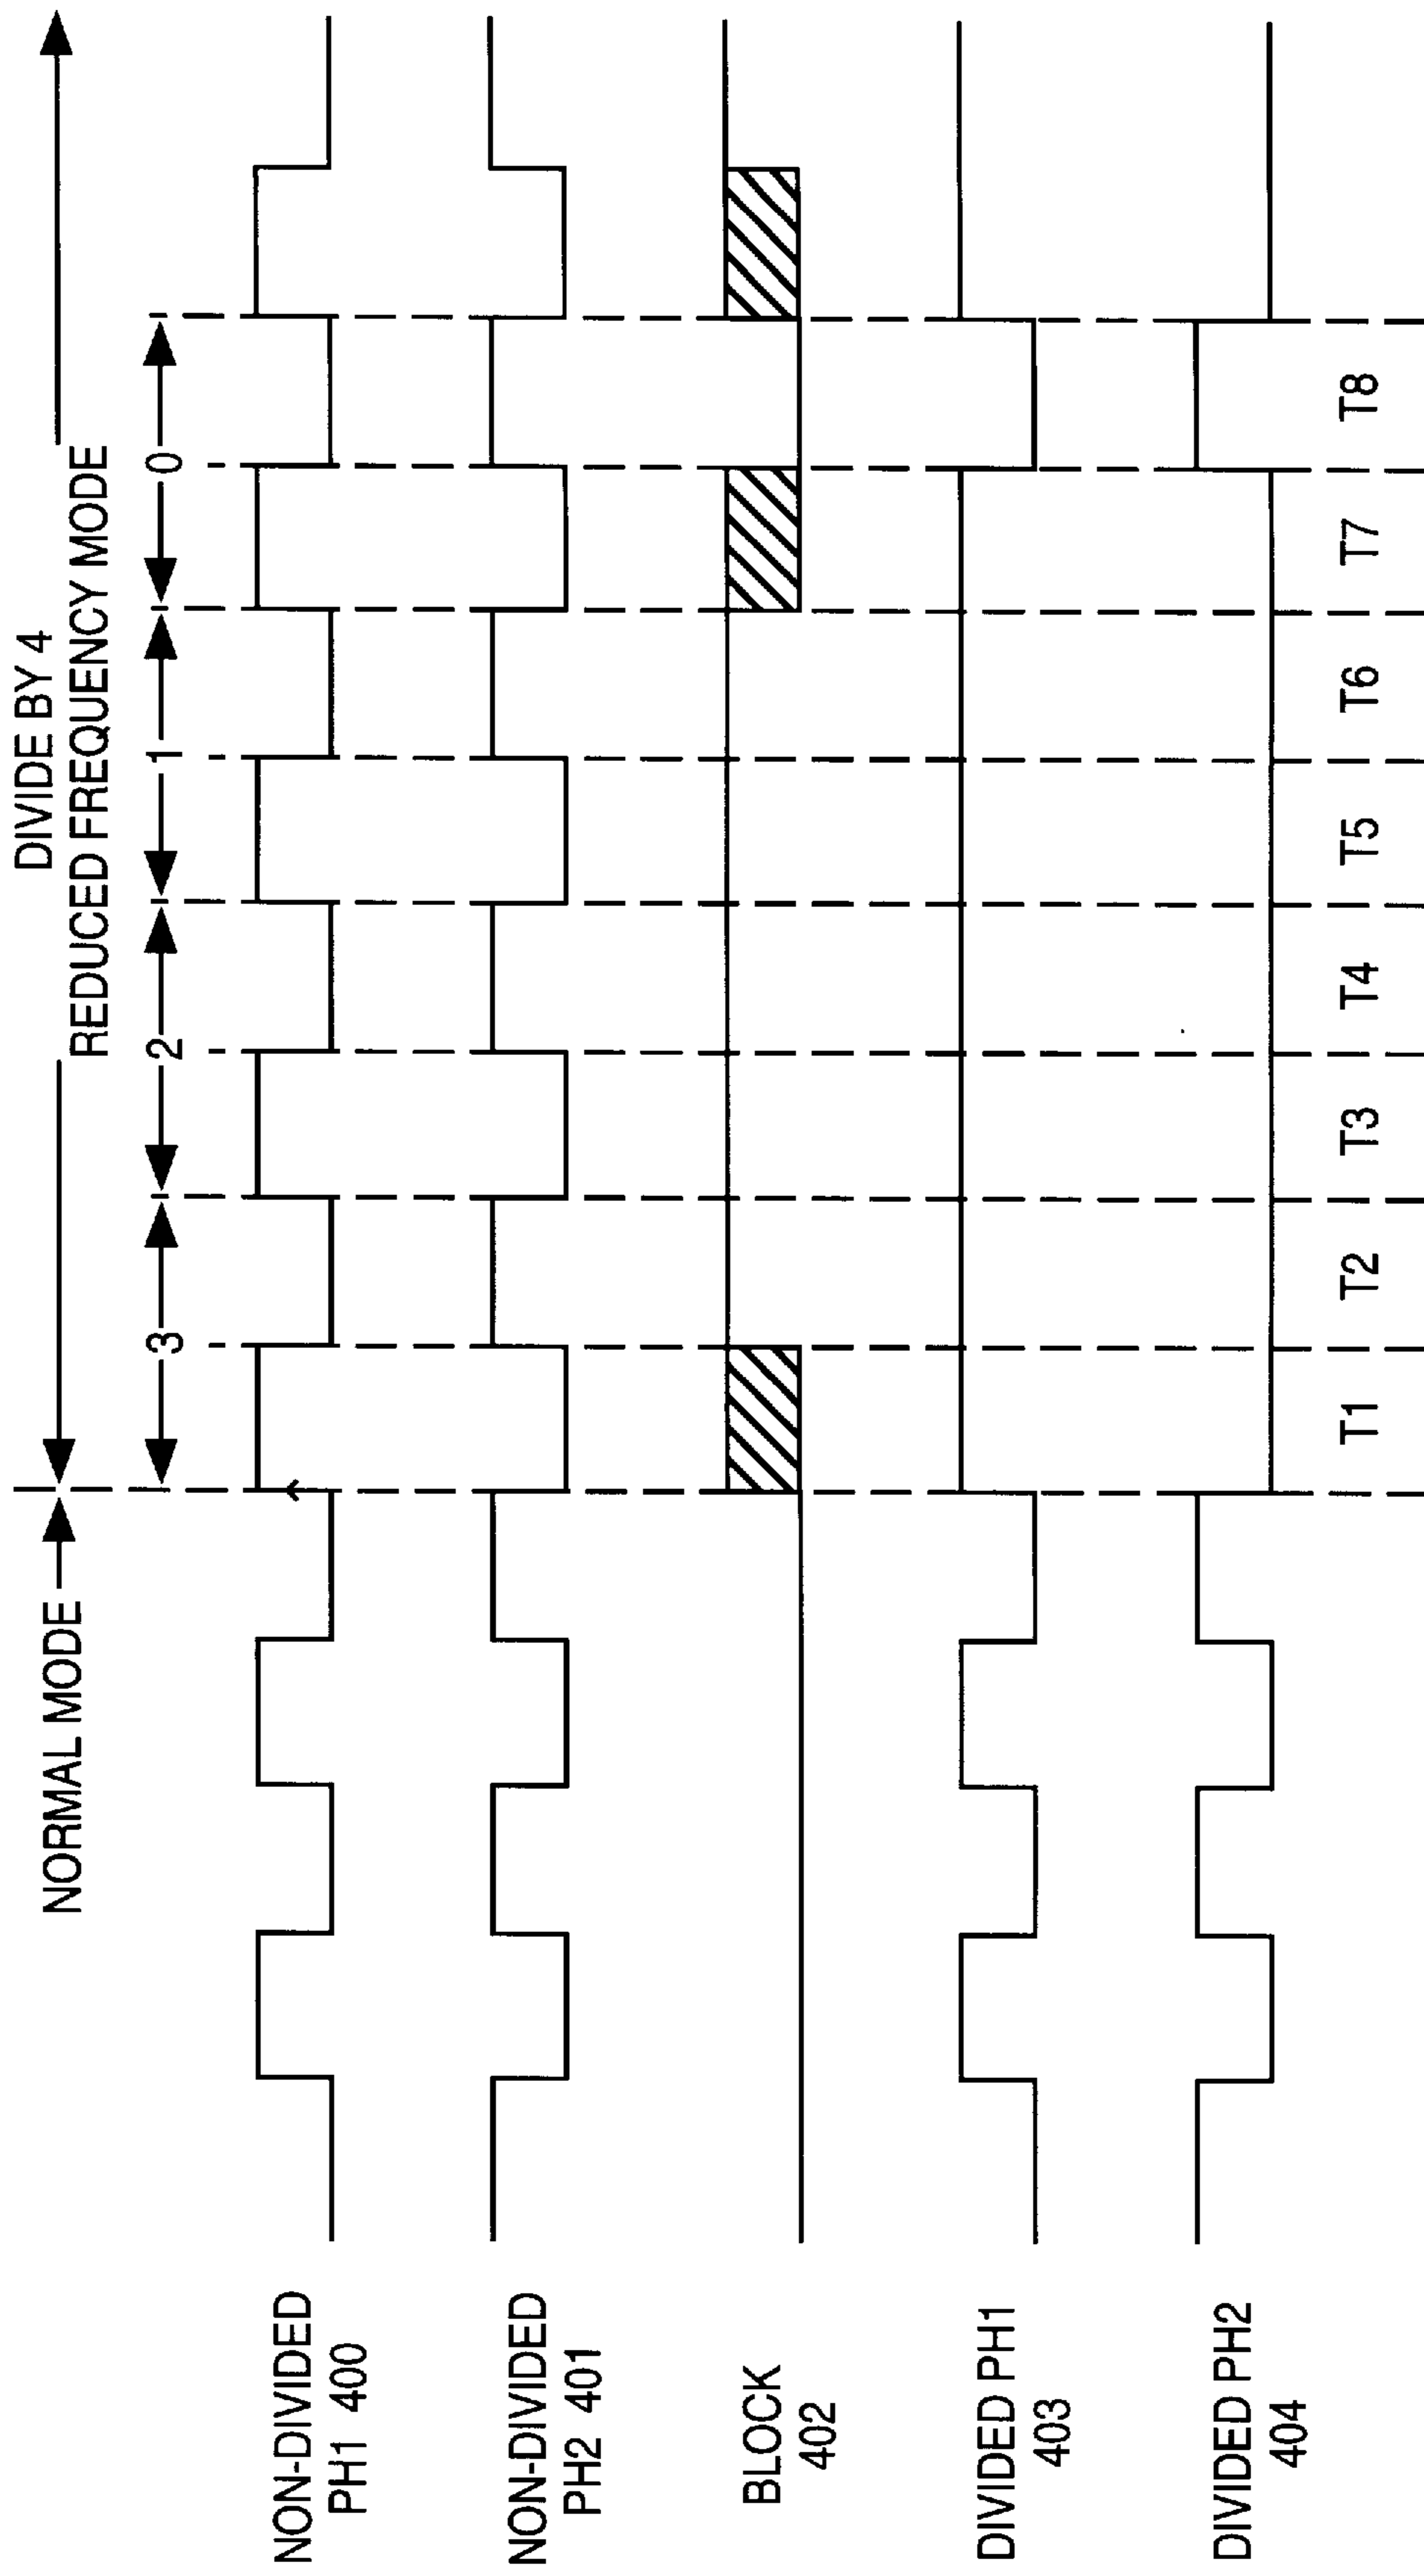 NORMAL MODE
DIVIDE BY 4
REDUCED FREQUENCY MODE
3 2 1 0
NON-DIVIDED
PH1 400
NON-DIVIDED
PH2 401
BLOCK
402
DIVIDED PH1
403
DIVIDED PH2
404
T1 T2 T3 T4 T5 T6 T7 T8